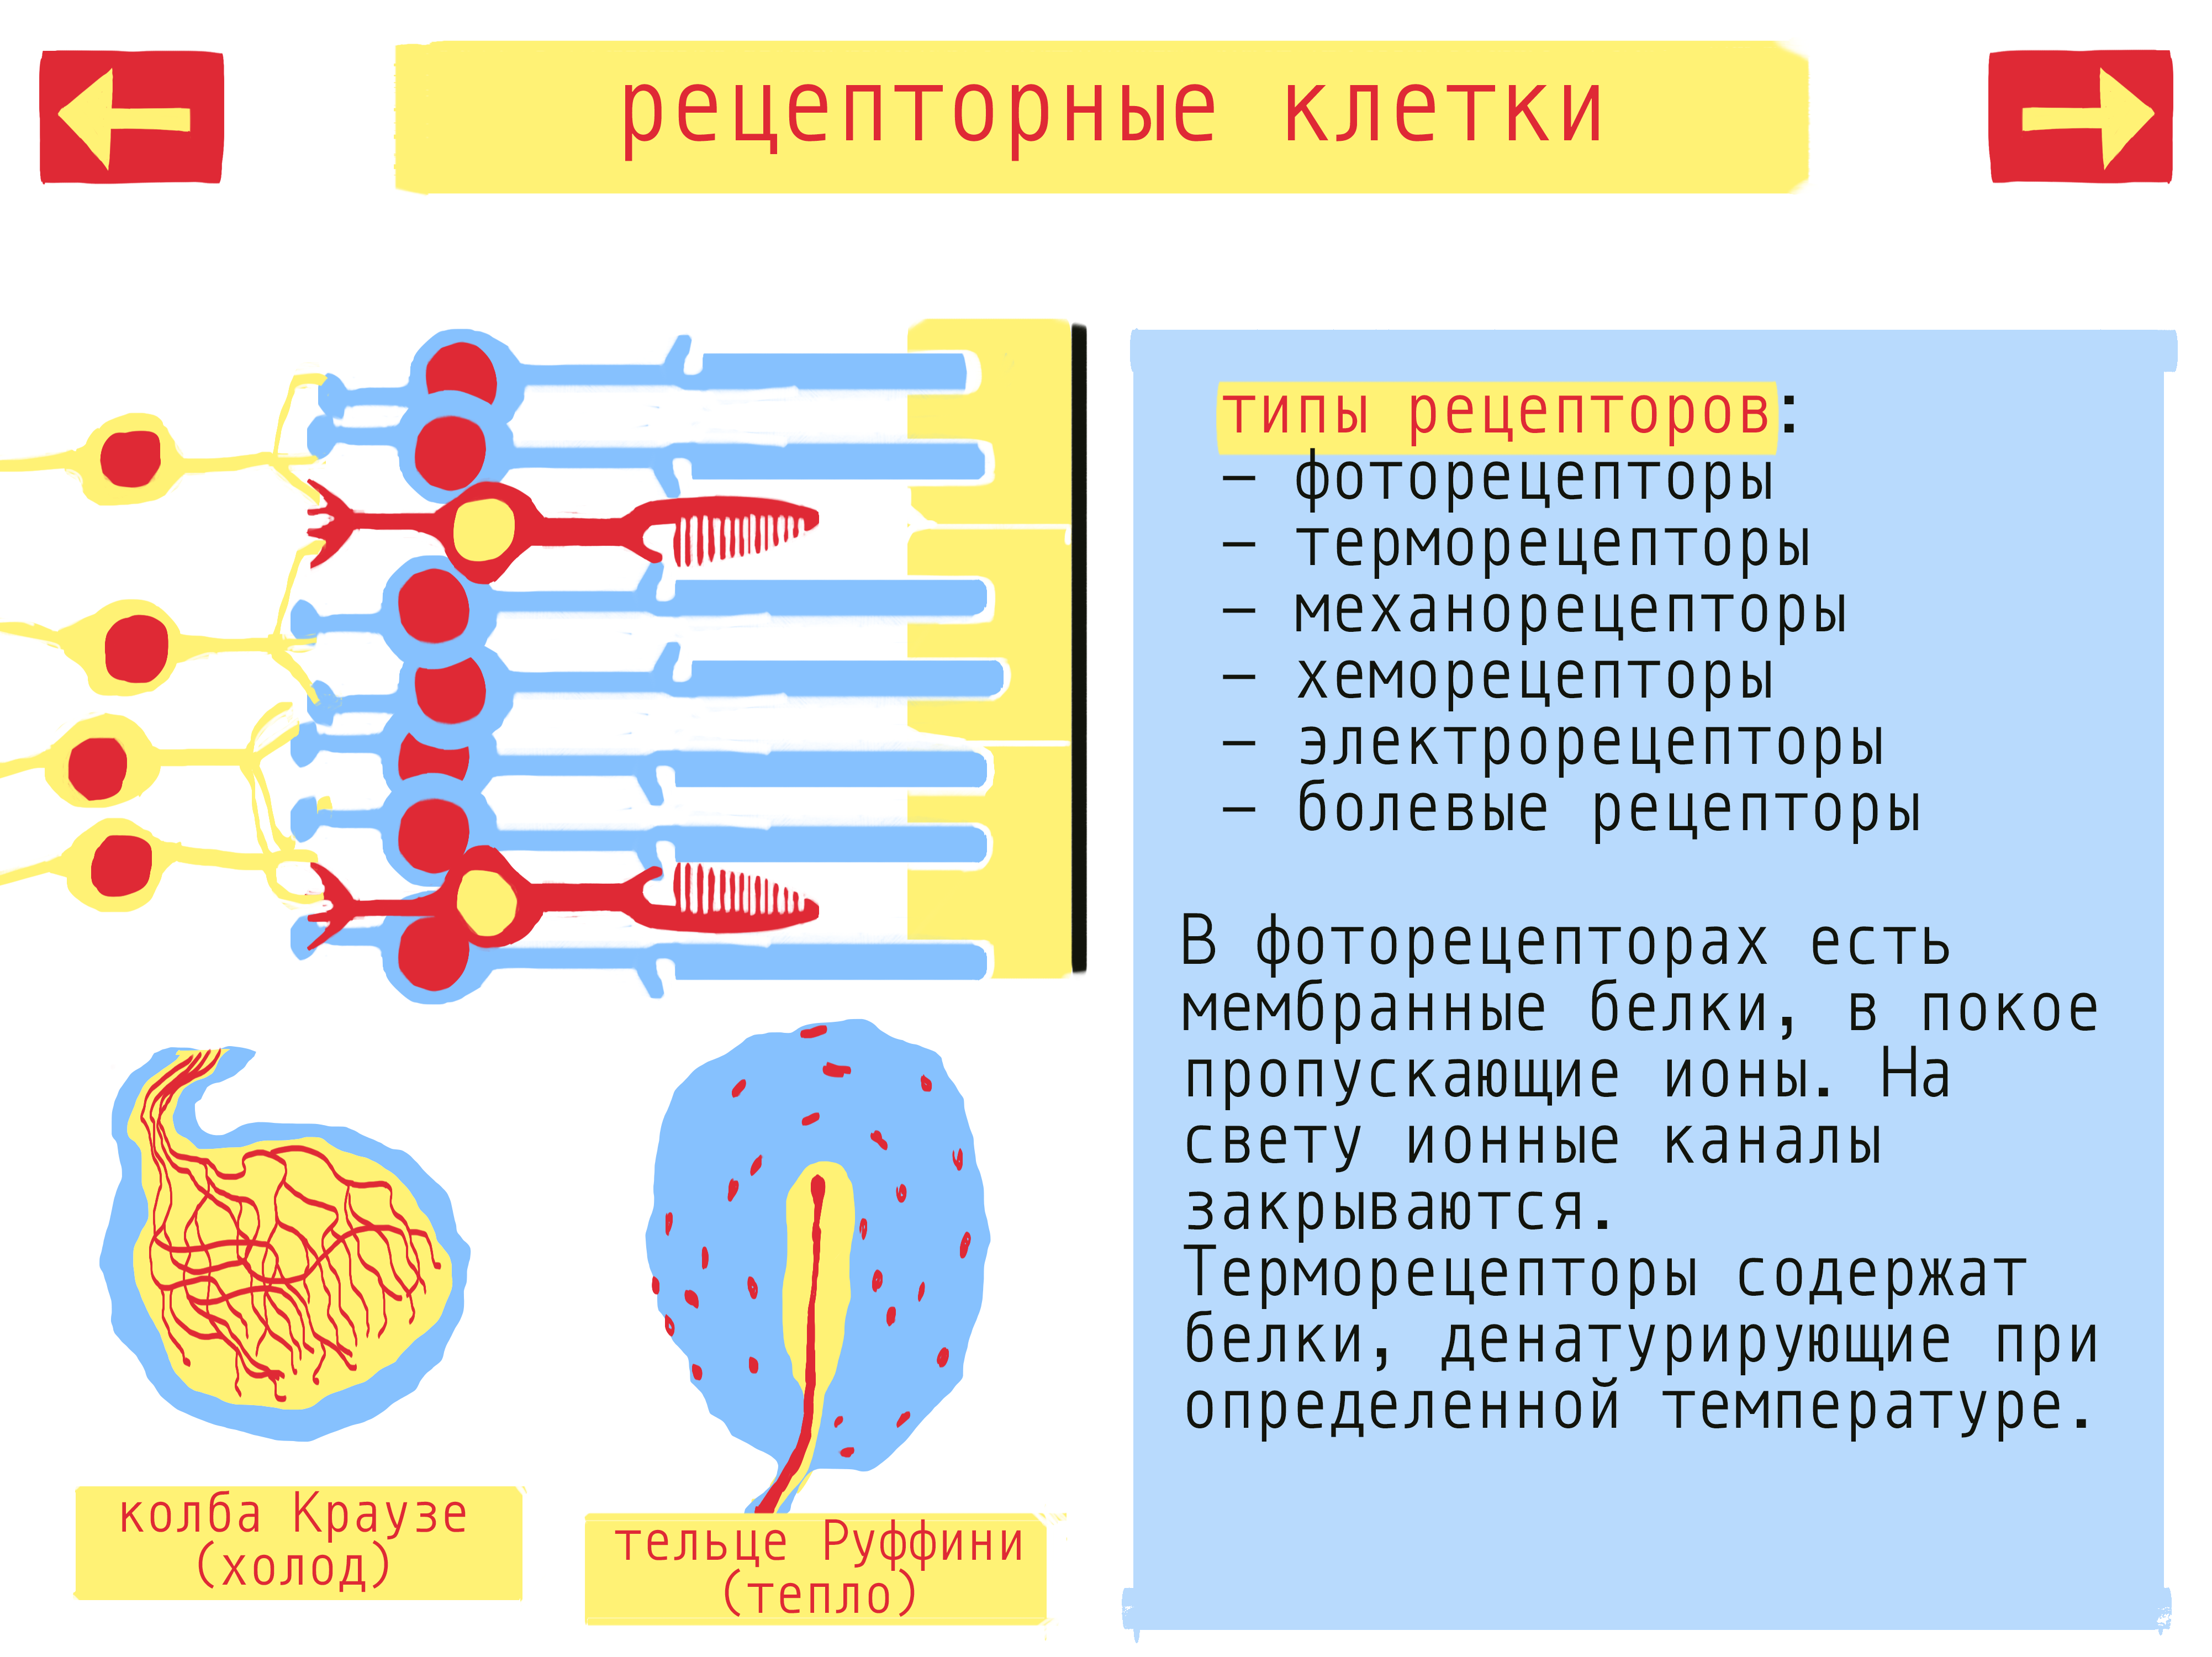 рецепторные клетки
типы рецепторов:
– фоторецепторы
– терморецепторы
– механорецепторы
– хеморецепторы
– электрорецепторы
– болевые рецепторы
В фоторецепторах есть
мембранные белки, в покое
пропускающие ионы. На
свету ионные каналы
закрываются.
Терморецепторы содержат
белки, денатурирующие при
определенной температуре.
колба Краузе
(холод)
тельце Руффини
(тепло)